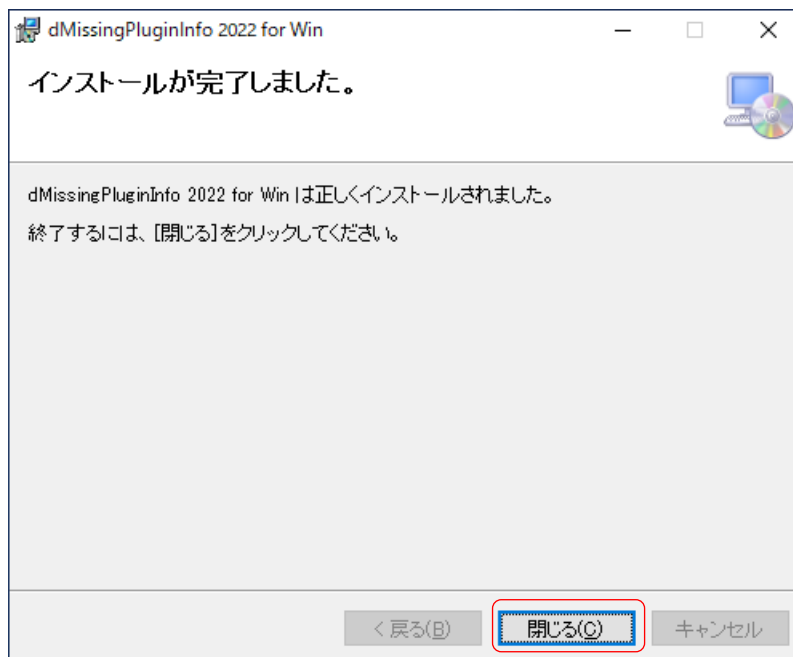 dMissingPluginInfo 2022 for Win
インストールが完了しました。
dMissingPluginInfo 2022 for Win は正しくインストールされました。
終了するには、[閉じる]をクリックしてください。
< 戻る(B)
閉じる(C)
キャンセル